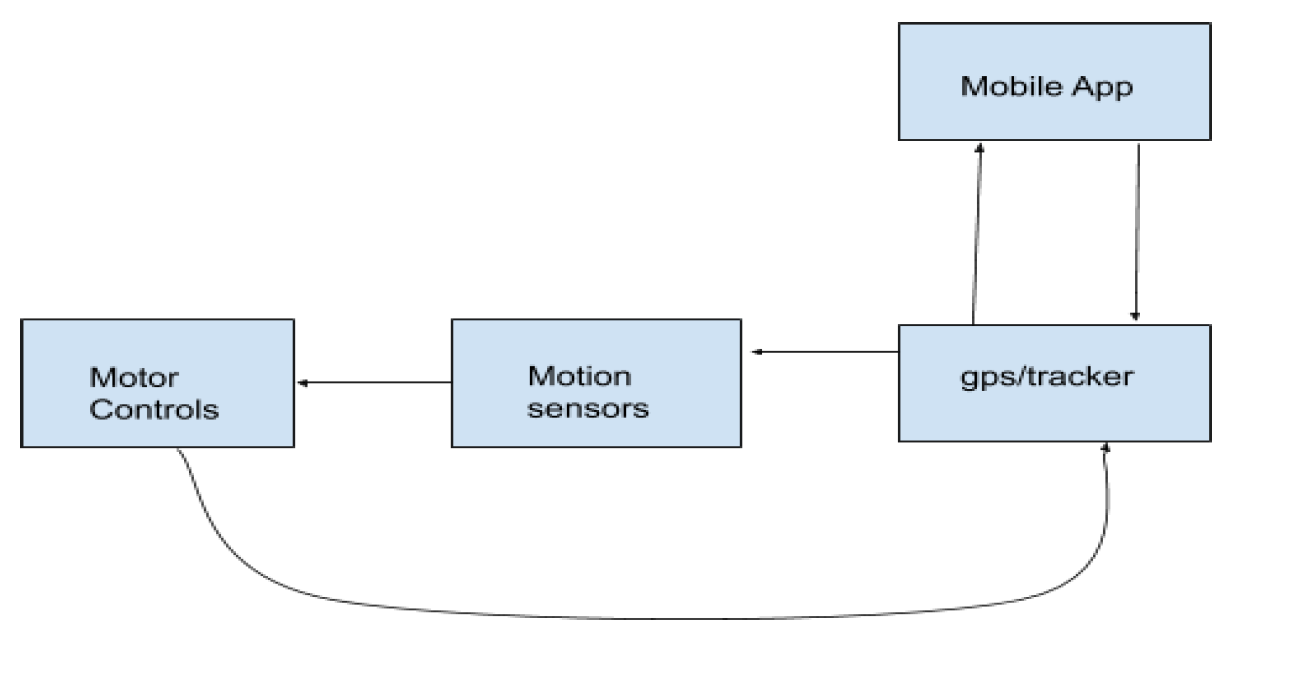 Mobile App
Motor
Controls
Motion
sensors
gps/tracker